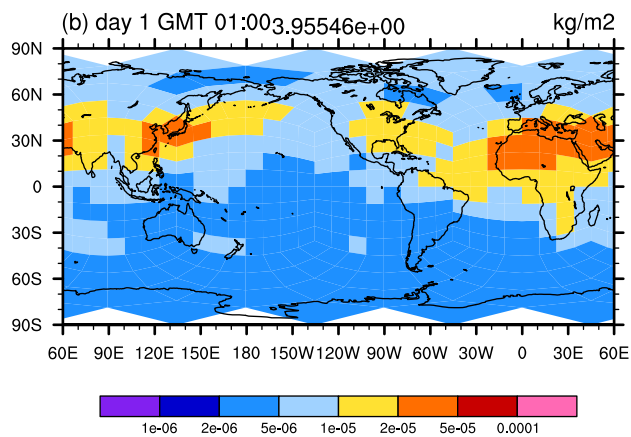 (b) day 1 GMT 01:00 3.95546e+00 kg/m2
90N
60N
30N
0
30S
60S
90S
60E 90E 120E 150E 180 150W 120W 90W 60W 30W 0 30E 60E
1e-06 2e-06 5e-06 1e-05 2e-05 5e-05 0.0001